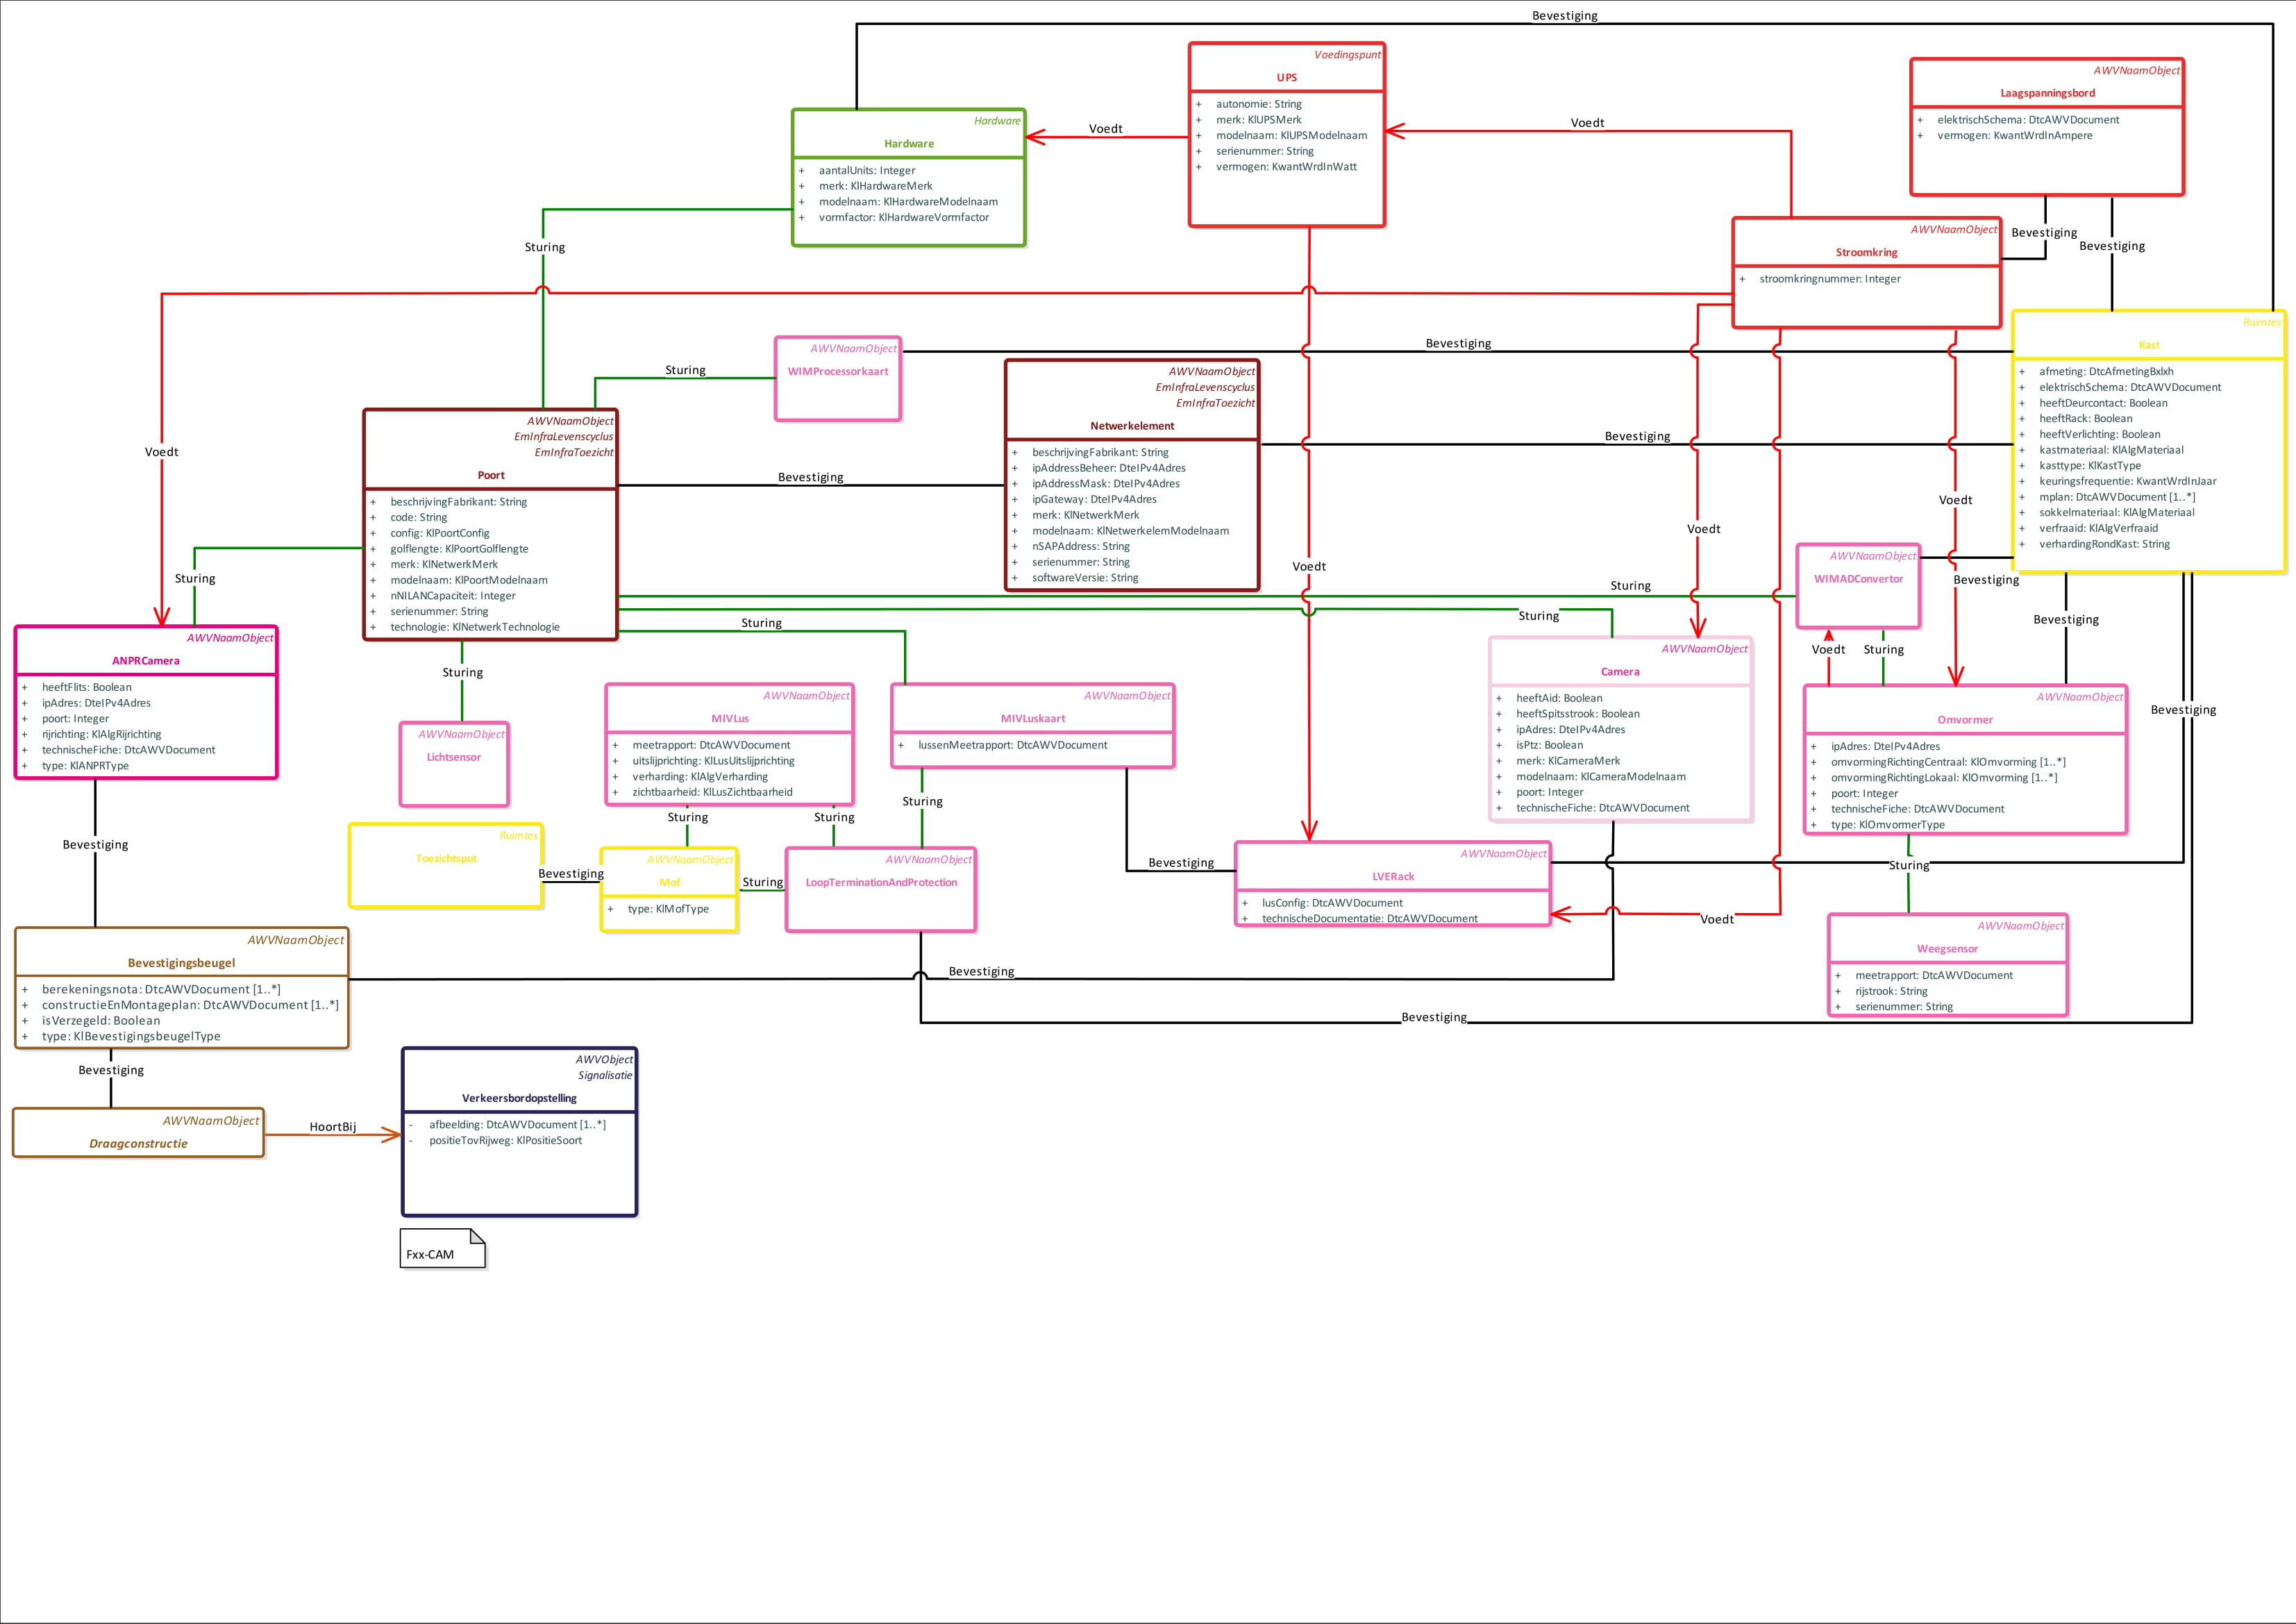 Bevestiging
Voedingspunt
UPS
+ autonomie: String
+ merk: KlUPSMerk
+ modelnaam: KlUPSModelnaam
+ serienummer: String
+ vermogen: KwantWrdInWatt
AWVNaamObject
Laagspanningsbord
+ elektrischSchema: DtcAWVDocument
+ vermogen: KwantWrdInAmpere
Hardware
Hardware
+ aantalUnits: Integer
+ merk: KlHardwareMerk
+ modelnaam: KlHardwareModelnaam
+ vormfactor: KlHardwareVormfactor
Voedt
Voedt
Bevestiging
Bevestiging
Sturing
AWVNaamObject
Stroomkring
+ stroomkringnummer: Integer
Ruimtes
Kast
+ afmeting: DtcAfmetingBxlxh
+ elektrischSchema: DtcAWVDocument
+ heeftDeurcontact: Boolean
+ heeftRack: Boolean
+ heeftVerlichting: Boolean
+ kastmateriaal: KlAlgMateriaal
+ kasttype: KlKastType
+ keuringsfrequentie: KwantWrdInJaar
+ mplan: DtcAWVDocument [1..*]
+ sokkelmateriaal: KlAlgMateriaal
+ verfraaid: KlAlgVerfraaid
+ verhardingRondKast: String
AWVNaamObject
WIMProcessorkaart
Bevestiging
Sturing
AWVNaamObject
EmInfraLevenscyclus
EmInfraToezicht
Netwerkelement
+ beschrijvingFabrikant: String
+ ipAddressBeheer: DteIPv4Adres
+ ipAddressMask: DteIPv4Adres
+ ipGateway: DteIPv4Adres
+ merk: KlNetwerkMerk
+ modelnaam: KlNetwerkelemModelnaam
+ nSAPAddress: String
+ serienummer: String
+ softwareVersie: String
AWVNaamObject
EmInfraLevenscyclus
EmInfraToezicht
Poort
+ beschrijvingFabrikant: String
+ code: String
+ config: KlPoortConfig
+ golflengte: KlPoortGolflengte
+ merk: KlNetwerkMerk
+ modelnaam: KlPoortModelnaam
+ nNILANCapaciteit: Integer
+ serienummer: String
+ technologie: KlNetwerkTechnologie
Bevestiging
Voedt
Bevestiging
Voedt
Voedt
Voedt
Sturing
AWVNaamObject
WIMADConvertor
Bevestiging
Sturing
Sturing
Sturing
Bevestiging
AWVNaamObject
ANPRCamera
+ heeftFlits: Boolean
+ ipAdres: DteIPv4Adres
+ poort: Integer
+ rijrichting: KlAlgRijrichting
+ technischeFiche: DtcAWVDocument
+ type: KlANPRType
Sturing
AWVNaamObject
Camera
+ heeftAid: Boolean
+ heeftSpitsstrook: Boolean
+ ipAdres: DteIPv4Adres
+ isPtz: Boolean
+ merk: KlCameraMerk
+ modelnaam: KlCameraModelnaam
+ poort: Integer
+ technischeFiche: DtcAWVDocument
Voedt
Sturing
AWVNaamObject
Lichtsensor
AWVNaamObject
MIVLus
+ meetrapport: DtcAWVDocument
+ uitslijprichting: KlLusUitslijprichting
+ verharding: KlAlgVerharding
+ zichtbaarheid: KlLusZichtbaarheid
AWVNaamObject
MIVLuskaart
+ lussenMeetrapport: DtcAWVDocument
AWVNaamObject
Omvormer
+ ipAdres: DteIPv4Adres
+ omvormingRichtingCentraal: KlOmvorming [1..*]
+ omvormingRichtingLokaal: KlOmvorming [1..*]
+ poort: Integer
+ technischeFiche: DtcAWVDocument
+ type: KlOmvormerType
Bevestiging
Sturing
Sturing
Sturing
Bevestiging
Ruimtes
Toezichtsput
Bevestiging
AWVNaamObject
Mof
+ type: KlMofType
Sturing
AWVNaamObject
LoopTerminationAndProtection
Bevestiging
AWVNaamObject
LVERack
+ lusConfig: DtcAWVDocument
+ technischeDocumentatie: DtcAWVDocument
Voedt
Sturing
AWVNaamObject
Weegsensor
+ meetrapport: DtcAWVDocument
+ rijstrook: String
+ serienummer: String
AWVNaamObject
Bevestigingsbeugel
+ berekeningsnota: DtcAWVDocument [1..*]
+ constructieEnMontageplan: DtcAWVDocument [1..*]
+ isVerzegeld: Boolean
+ type: KlBevestigingsbeugelType
Bevestiging
Bevestiging
Bevestiging
AWVNaamObject
Draagconstructie
HoortBij
AWVObject
Signalisatie
Verkeersbordopstelling
- afbeelding: DtcAWVDocument [1..*]
- positieTovRijweg: KlPositieSoort
Fxx-CAM